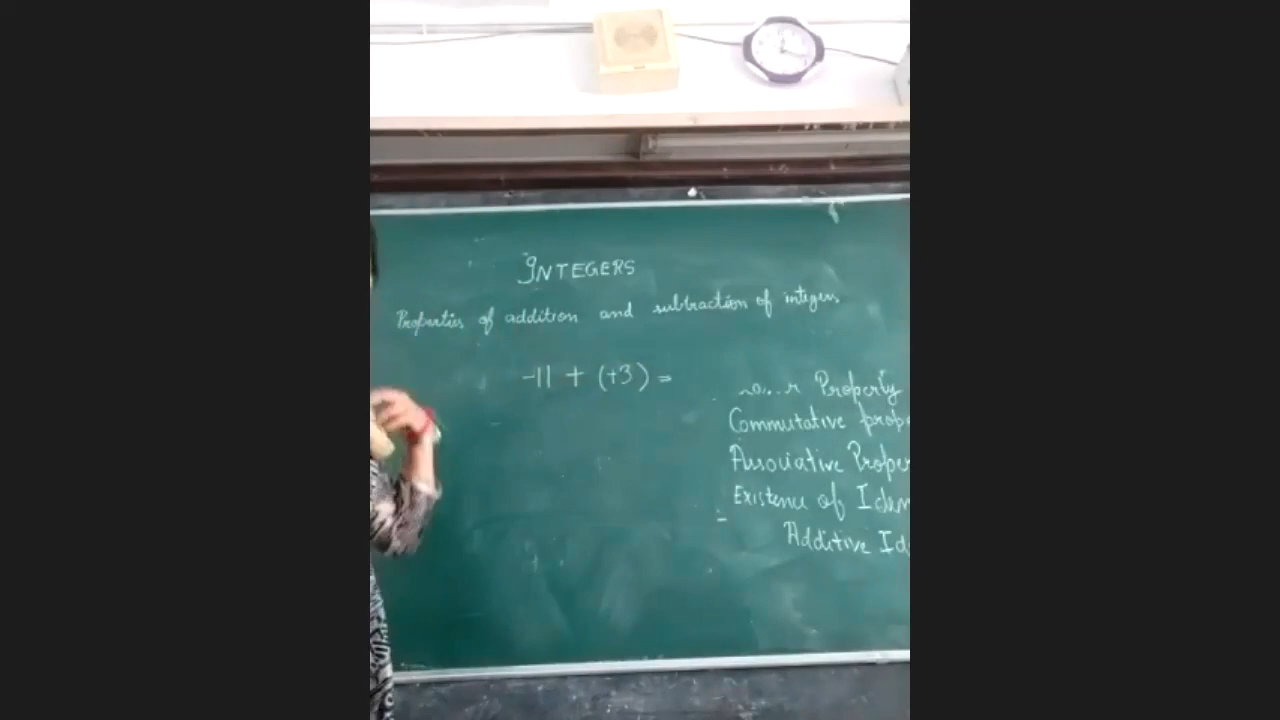 INTEGERS
Properties of addition and subtraction of integers
-11 + (+3) =
Property
Commutative prope
Associative Proper
Existence of Iden
Additive Id